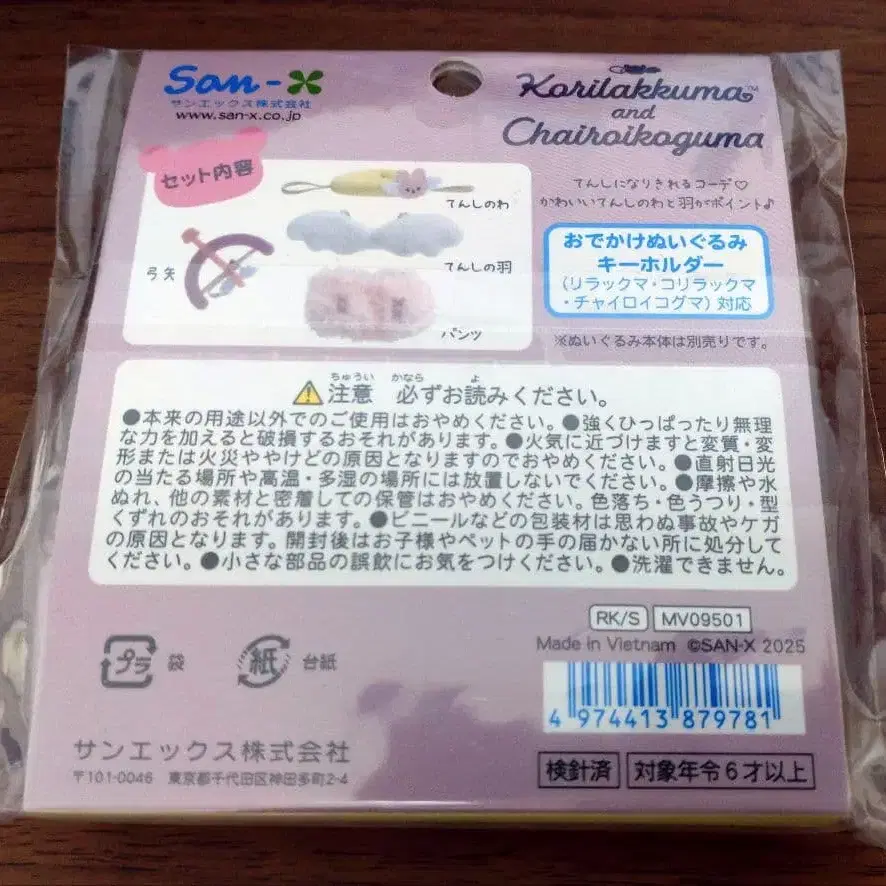 San-X
サンエックス株式会社
www.san-x.co.jp
Korilakkuma™
and
Chairoikoguma
セット内容
てんしのわ
てんしの羽
弓矢
パンツ
てんしになりきれるコーデ♡
かわいいてんしのわと羽がポイント♪
おでかけぬいぐるみ
キーホルダー
(リラックマ・コリラックマ
・チャイロイコグマ)対応
※ぬいぐるみ本体は別売りです。
ちゅうい かなら よ
注意 必ずお読みください。
●本来の用途以外でのご使用はおやめください。●強くひっぱったり無理
な力を加えると破損するおそれがあります。●火気に近づけますと変質・変
形または火災ややけどの原因となりますのでおやめください。●直射日光
の当たる場所や高温・多湿の場所には放置しないでください。●摩擦や水
ぬれ、他の素材と密着しての保管はおやめください。色落ち・色うつり・型
くずれのおそれがあります。●ビニールなどの包装材は思わぬ事故やケガ
の原因となります。開封後はお子様やペットの手の届かない所に処分して
ください。●小さな部品の誤飲にお気をつけください。●洗濯できません。
RK/S MV09501
Made in Vietnam ©SAN-X 2025
プラ 袋 紙 台紙
4 974413 879781
サンエックス株式会社
〒101-0046 東京都千代田区神田多町2-4
検針済 対象年令6才以上